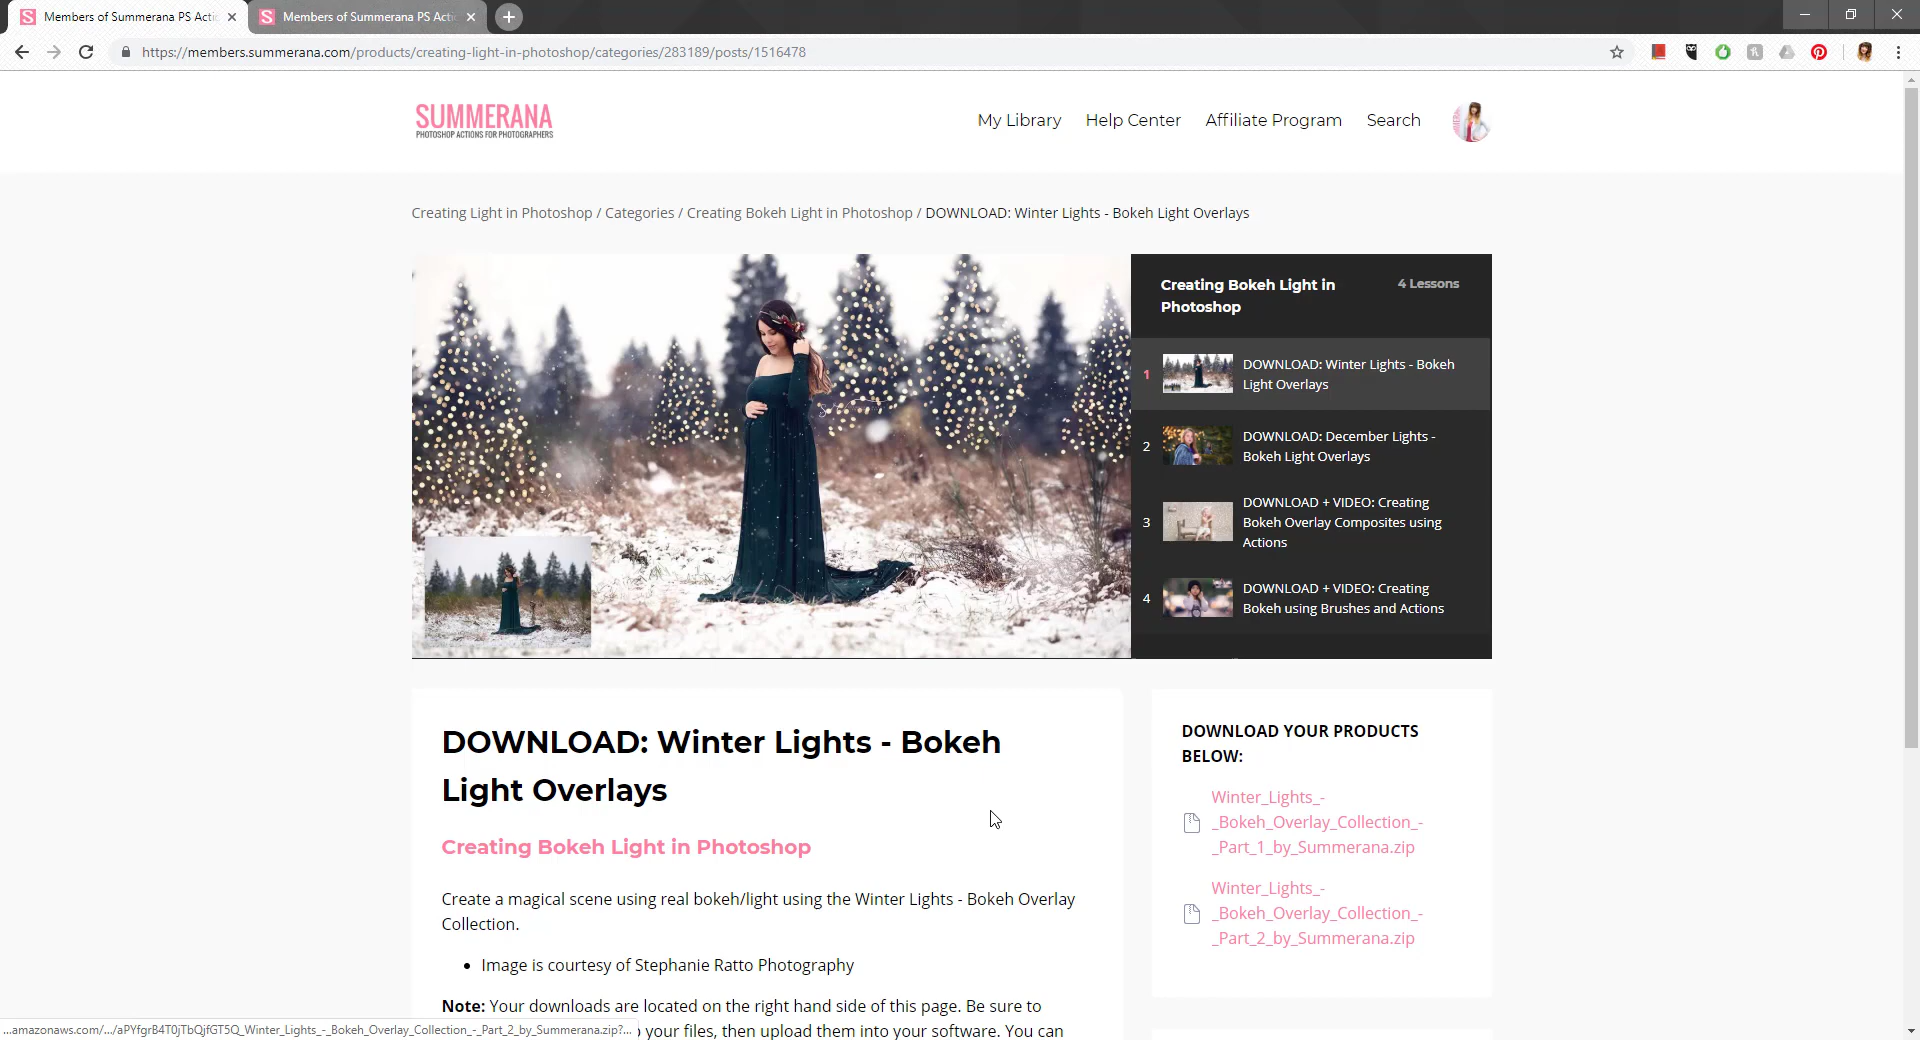 Members of Summerana PS Acti
Members of Summerana PS Acti
https://members.summerana.com/products/creating-light-in-photoshop/categories/283189/posts/1516478
SUMMERANA
PHOTOSHOP ACTIONS FOR PHOTOGRAPHERS
My Library
Help Center
Affiliate Program
Search
Creating Light in Photoshop / Categories / Creating Bokeh Light in Photoshop / DOWNLOAD: Winter Lights - Bokeh Light Overlays
Creating Bokeh Light in
Photoshop
4 Lessons
1
DOWNLOAD: Winter Lights - Bokeh
Light Overlays
2
DOWNLOAD: December Lights -
Bokeh Light Overlays
3
DOWNLOAD + VIDEO: Creating
Bokeh Overlay Composites using
Actions
4
DOWNLOAD + VIDEO: Creating
Bokeh using Brushes and Actions
DOWNLOAD: Winter Lights - Bokeh
Light Overlays
Creating Bokeh Light in Photoshop
Create a magical scene using real bokeh/light using the Winter Lights - Bokeh Overlay
Collection.
• Image is courtesy of Stephanie Ratto Photography
Note: Your downloads are located on the right hand side of this page. Be sure to
your files, then upload them into your software. You can
DOWNLOAD YOUR PRODUCTS
BELOW:
Winter_Lights_-
_Bokeh_Overlay_Collection_-
_Part_1_by_Summerana.zip
Winter_Lights_-
_Bokeh_Overlay_Collection_-
_Part_2_by_Summerana.zip
...amazonaws.com/.../aPYfgrB4T0jTbQjfGT5Q_Winter_Lights_-_Bokeh_Overlay_Collection_-_Part_2_by_Summerana.zip?...